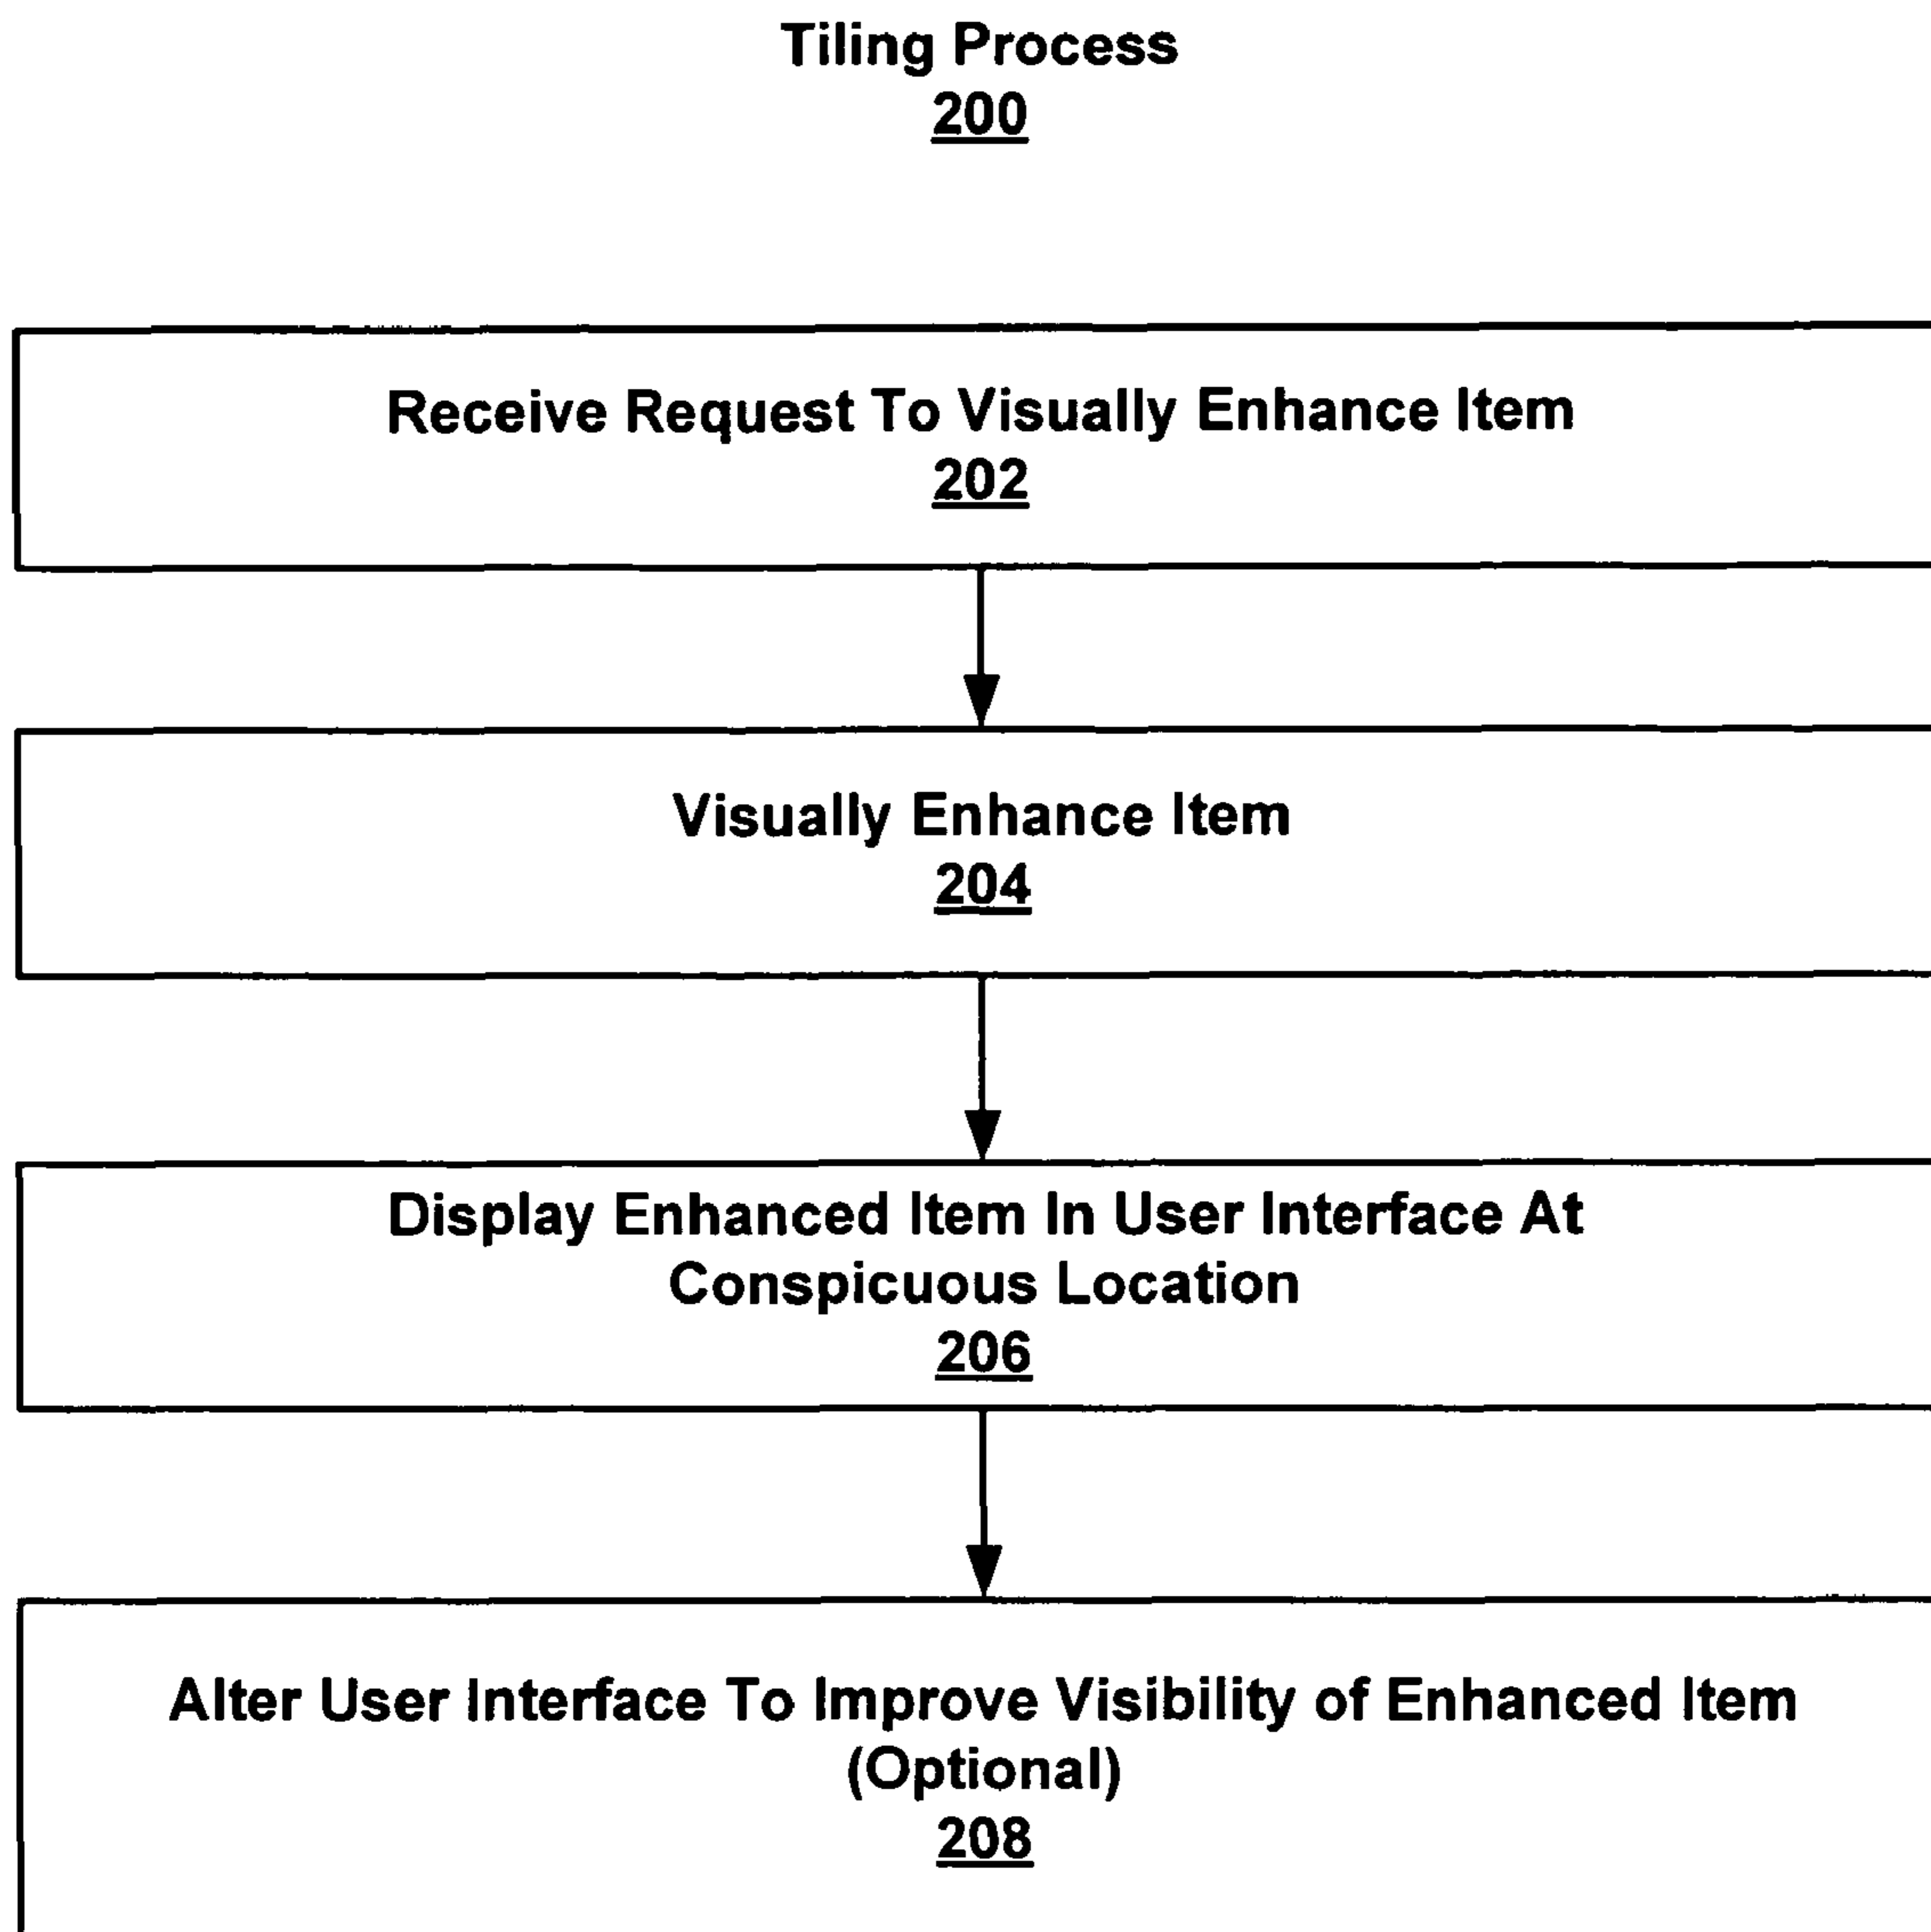 Tiling Process
200
Receive Request To Visually Enhance Item
202
Visually Enhance Item
204
Display Enhanced Item In User Interface At
Conspicuous Location
206
Alter User Interface To Improve Visibility of Enhanced Item
(Optional)
208